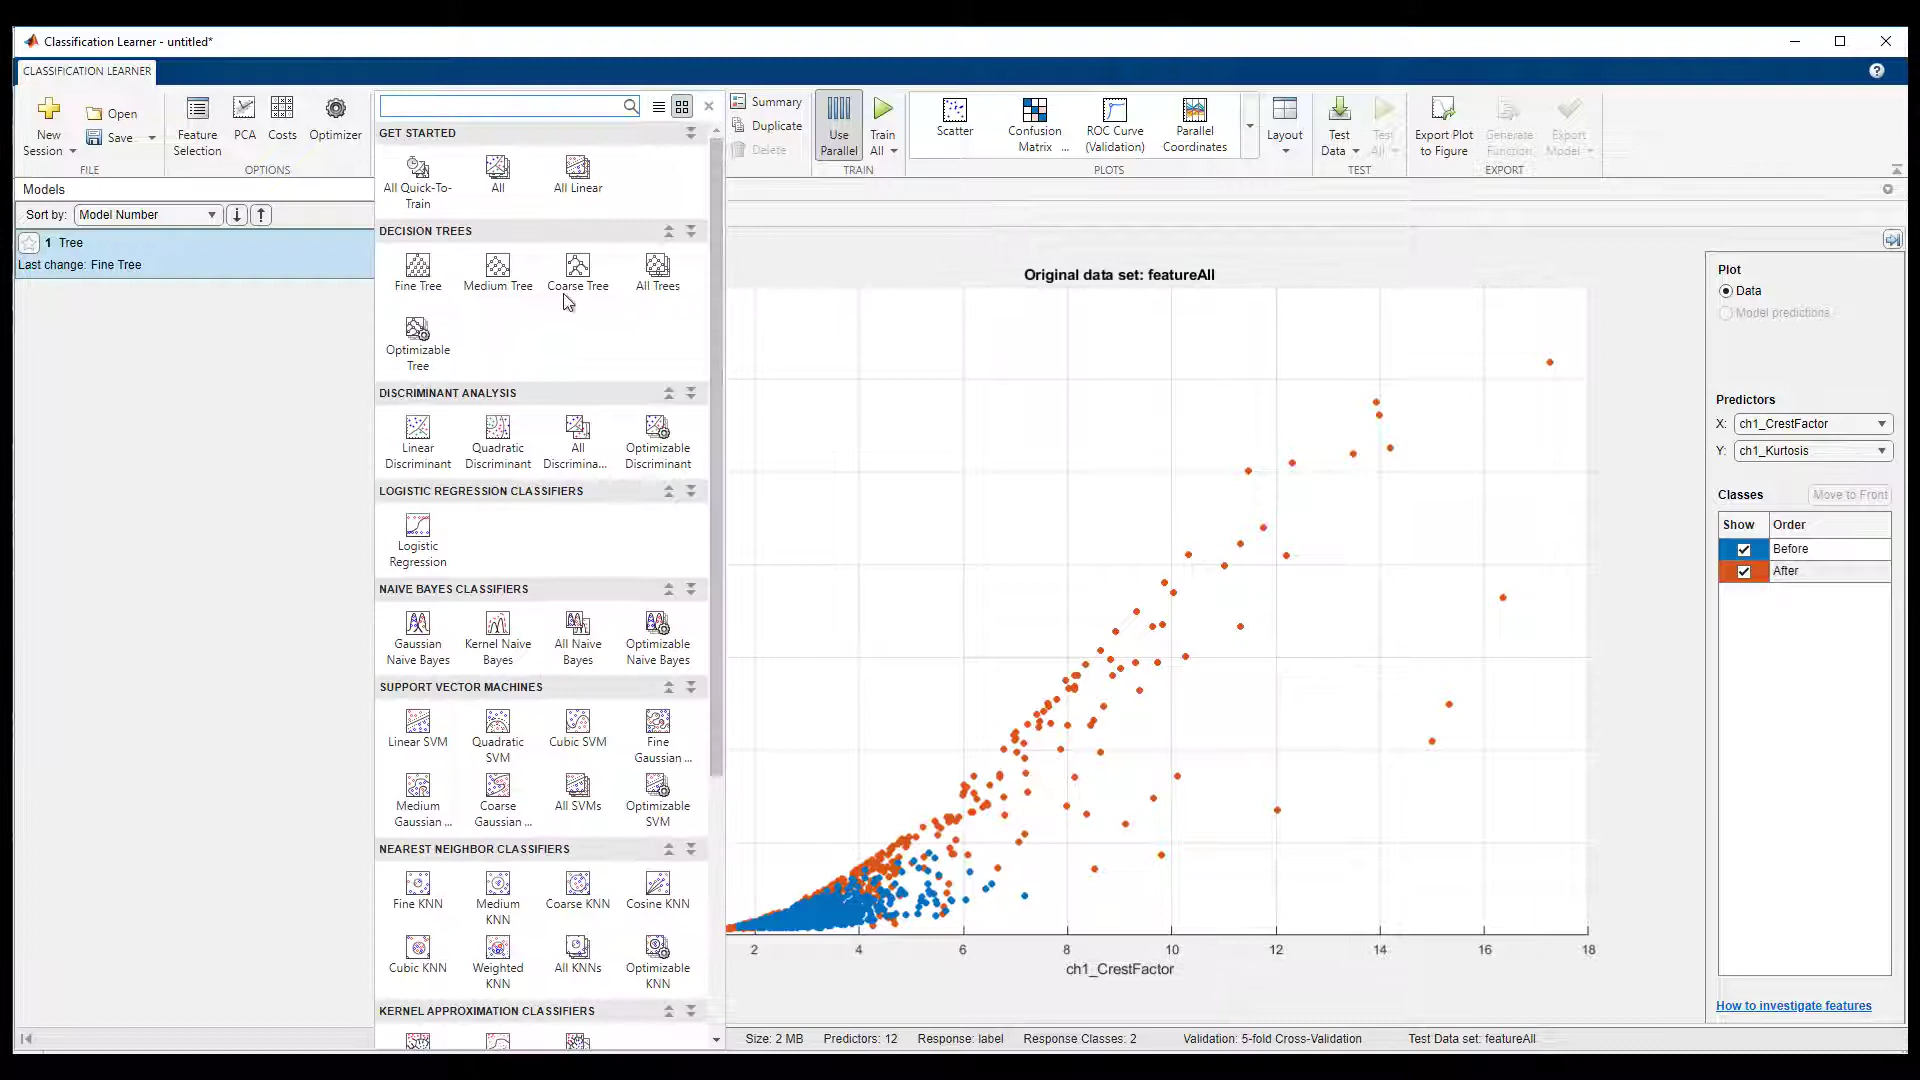 Classification Learner - untitled*
CLASSIFICATION LEARNER
New
Session
Open
Save
FILE
Feature
Selection
PCA
Costs
Optimizer
OPTIONS
Summary
Duplicate
Delete
Use
Parallel
Train
All
TRAIN
Scatter
Confusion
Matrix ...
ROC Curve
(Validation)
Parallel
Coordinates
PLOTS
Layout
Test
Data
Test
All
TEST
Export Plot
to Figure
Generate
Function
Export
Model
EXPORT
Models
Sort by: Model Number
1 Tree
Last change: Fine Tree
GET STARTED
All Quick-To-
Train
All
All Linear
DECISION TREES
Fine Tree
Medium Tree
Coarse Tree
All Trees
Optimizable
Tree
DISCRIMINANT ANALYSIS
Linear
Discriminant
Quadratic
Discriminant
All
Discrimina...
Optimizable
Discriminant
LOGISTIC REGRESSION CLASSIFIERS
Logistic
Regression
NAIVE BAYES CLASSIFIERS
Gaussian
Naive Bayes
Kernel Naive
Bayes
All Naive
Bayes
Optimizable
Naive Bayes
SUPPORT VECTOR MACHINES
Linear SVM
Quadratic
SVM
Cubic SVM
Fine
Gaussian ...
Medium
Gaussian ...
Coarse
Gaussian ...
All SVMs
Optimizable
SVM
NEAREST NEIGHBOR CLASSIFIERS
Fine KNN
Medium
KNN
Coarse KNN
Cosine KNN
Cubic KNN
Weighted
KNN
All KNNs
Optimizable
KNN
KERNEL APPROXIMATION CLASSIFIERS
Original data set: featureAll
2 4 6 8 10 12 14 16 18
ch1_CrestFactor
Plot
Data
Model predictions
Predictors
X: ch1_CrestFactor
Y: ch1_Kurtosis
Classes
Move to Front
Show Order
Before
After
How to investigate features
Size: 2 MB Predictors: 12 Response: label Response Classes: 2 Validation: 5-fold Cross-Validation Test Data set: featureAll